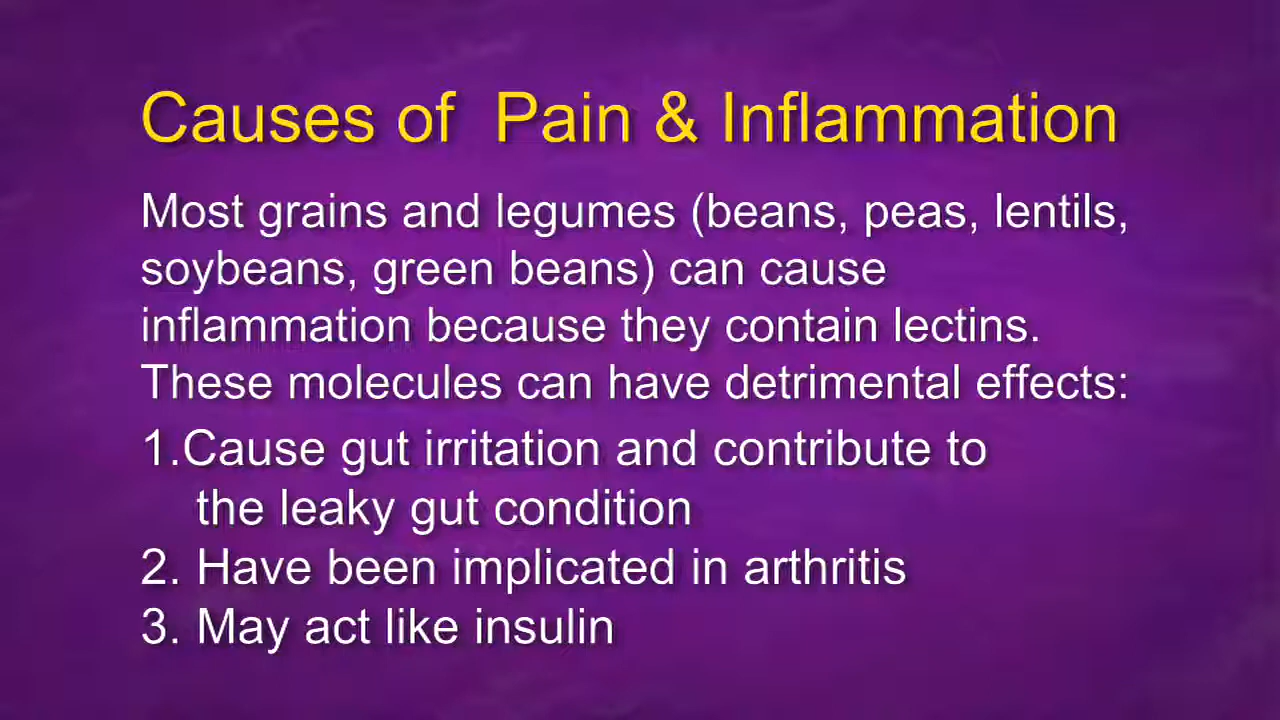 Causes of  Pain & Inflammation
Most grains and legumes (beans, peas, lentils,
soybeans, green beans) can cause
inflammation because they contain lectins.
These molecules can have detrimental effects:
1.Cause gut irritation and contribute to
the leaky gut condition
2. Have been implicated in arthritis
3. May act like insulin